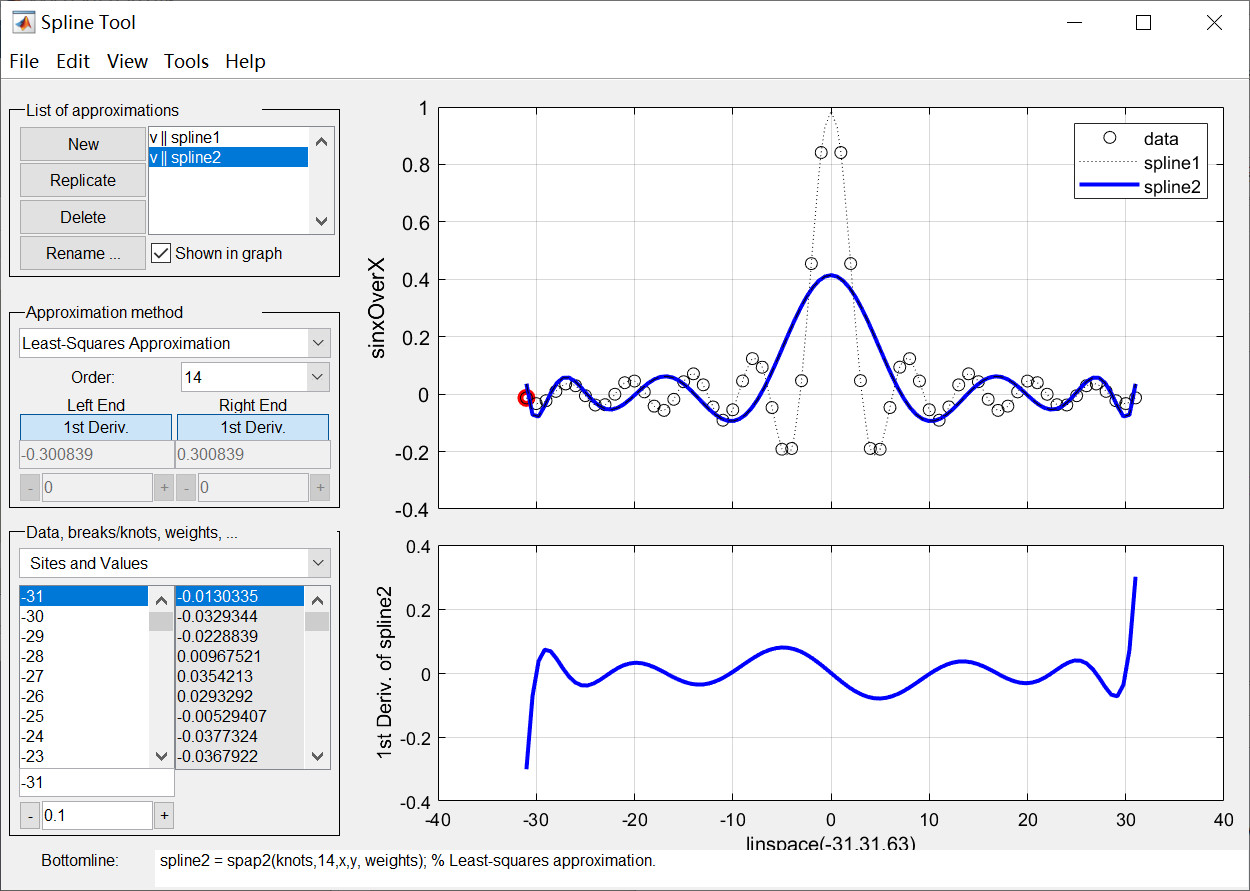 Spline Tool
File Edit View Tools Help
List of approximations
New
Replicate
Delete
Rename ...
v || spline1
v || spline2
Shown in graph
Approximation method
Least-Squares Approximation
Order: 14
Left End Right End
1st Deriv. 1st Deriv.
-0.300839 0.300839
- 0 + - 0 +
Data, breaks/knots, weights, ...
Sites and Values
-31 -0.0130335
-30 -0.0329344
-29 -0.0228839
-28 0.00967521
-27 0.0354213
-26 0.0293292
-25 -0.00529407
-24 -0.0377324
-23 -0.0367922
-31
- 0.1 +
sinxOverX
1
0.8
0.6
0.4
0.2
0
-0.2
-0.4
data
spline1
spline2
1st Deriv. of spline2
0.4
0.2
0
-0.2
-0.4
-40 -30 -20 -10 0 10 20 30 40
linspace(-31,31,63)
Bottomline: spline2 = spap2(knots,14,x,y, weights); % Least-squares approximation.